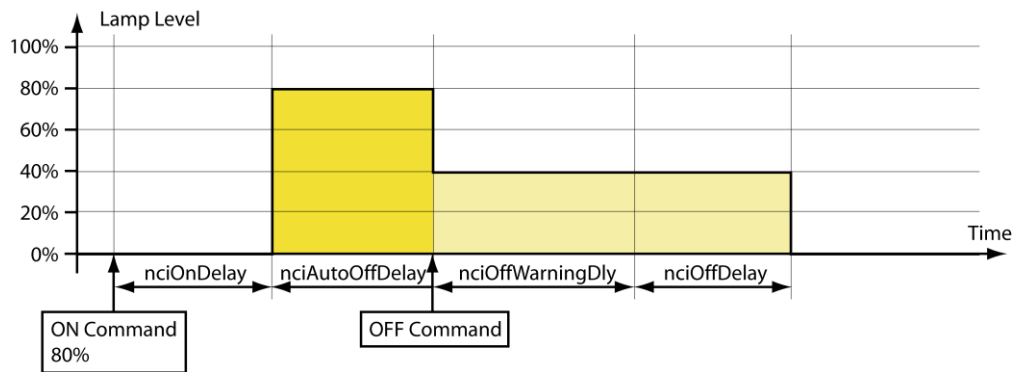 Lamp Level
100%
80%
60%
40%
20%
0%
Time
nciOnDelay
nciAutoOffDelay
nciOffWarningDly
nciOffDelay
ON Command
80%
OFF Command